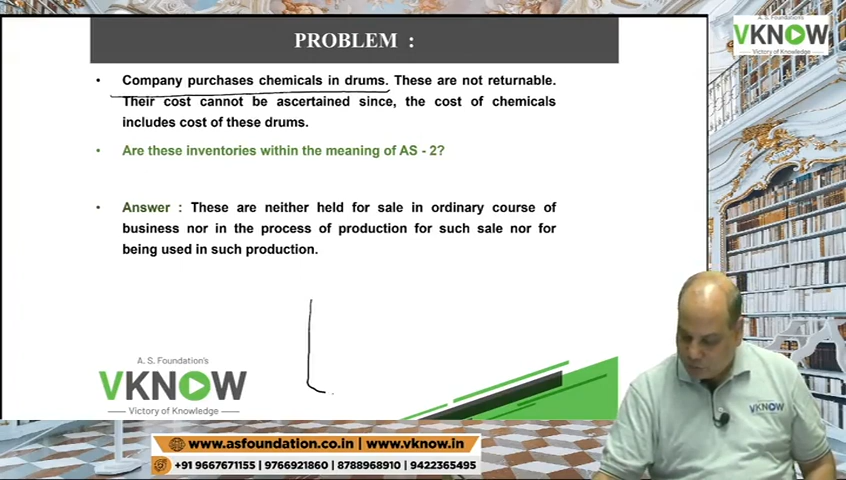 PROBLEM :
A. S. Foundation's
VKNOW
Victory of Knowledge
• Company purchases chemicals in drums. These are not returnable.
Their cost cannot be ascertained since, the cost of chemicals
includes cost of these drums.
• Are these inventories within the meaning of AS - 2?
• Answer : These are neither held for sale in ordinary course of
business nor in the process of production for such sale nor for
being used in such production.
A. S. Foundation's
VKNOW
Victory of Knowledge
VKNOW
www.asfoundation.co.in | www.vknow.in
+91 9667671155 | 9766921860 | 8788968910 | 9422365495